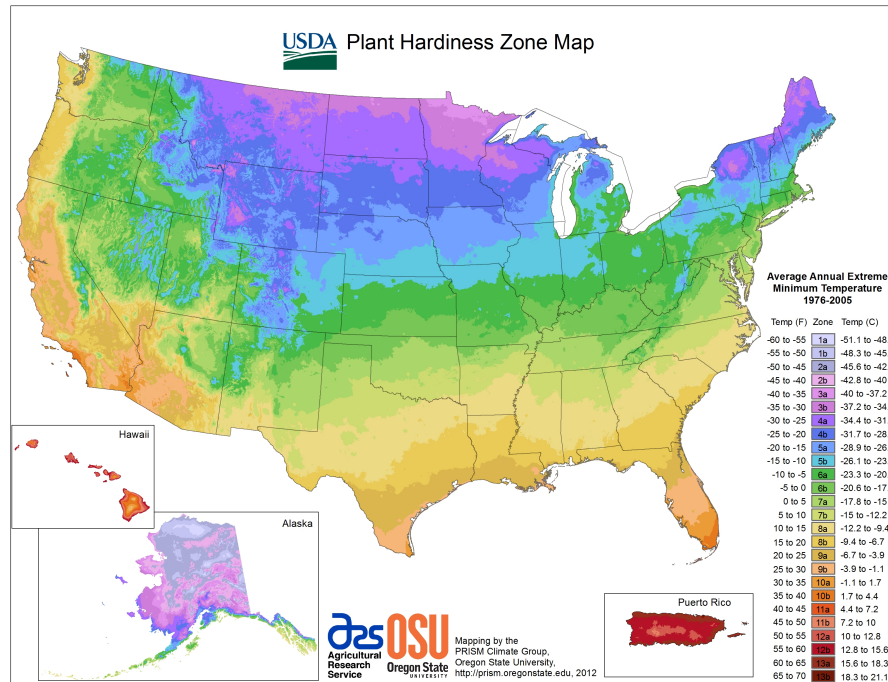 USDA Plant Hardiness Zone Map
Average Annual Extreme
Minimum Temperature
1976-2005
Temp (F) Zone Temp (C)
-60 to -55 1a -51.1 to -48.
-55 to -50 1b -48.3 to -45
-50 to -45 2a -45.6 to -42.
-45 to -40 2b -42.8 to -40
-40 to -35 3a -40 to -37.2
-35 to -30 3b -37.2 to -34.
-30 to -25 4a -34.4 to -31.
-25 to -20 4b -31.7 to -28.
-20 to -15 5a -28.9 to -26.
-15 to -10 5b -26.1 to -23.
-10 to -5 6a -23.3 to -20.
-5 to 0 6b -20.6 to -17.
0 to 5 7a -17.8 to -15
5 to 10 7b -15 to -12.2
10 to 15 8a -12.2 to -9.4
15 to 20 8b -9.4 to -6.7
20 to 25 9a -6.7 to -3.9
25 to 30 9b -3.9 to -1.1
30 to 35 10a -1.1 to 1.7
35 to 40 10b 1.7 to 4.4
40 to 45 11a 4.4 to 7.2
45 to 50 11b 7.2 to 10
50 to 55 12a 10 to 12.8
55 to 60 12b 12.8 to 15.6
60 to 65 13a 15.6 to 18.3
65 to 70 13b 18.3 to 21.1
Hawaii
Alaska
Puerto Rico
ars
Agricultural
Research
Service
OSU
Oregon State
UNIVERSITY
Mapping by the
PRISM Climate Group,
Oregon State University,
http://prism.oregonstate.edu, 2012